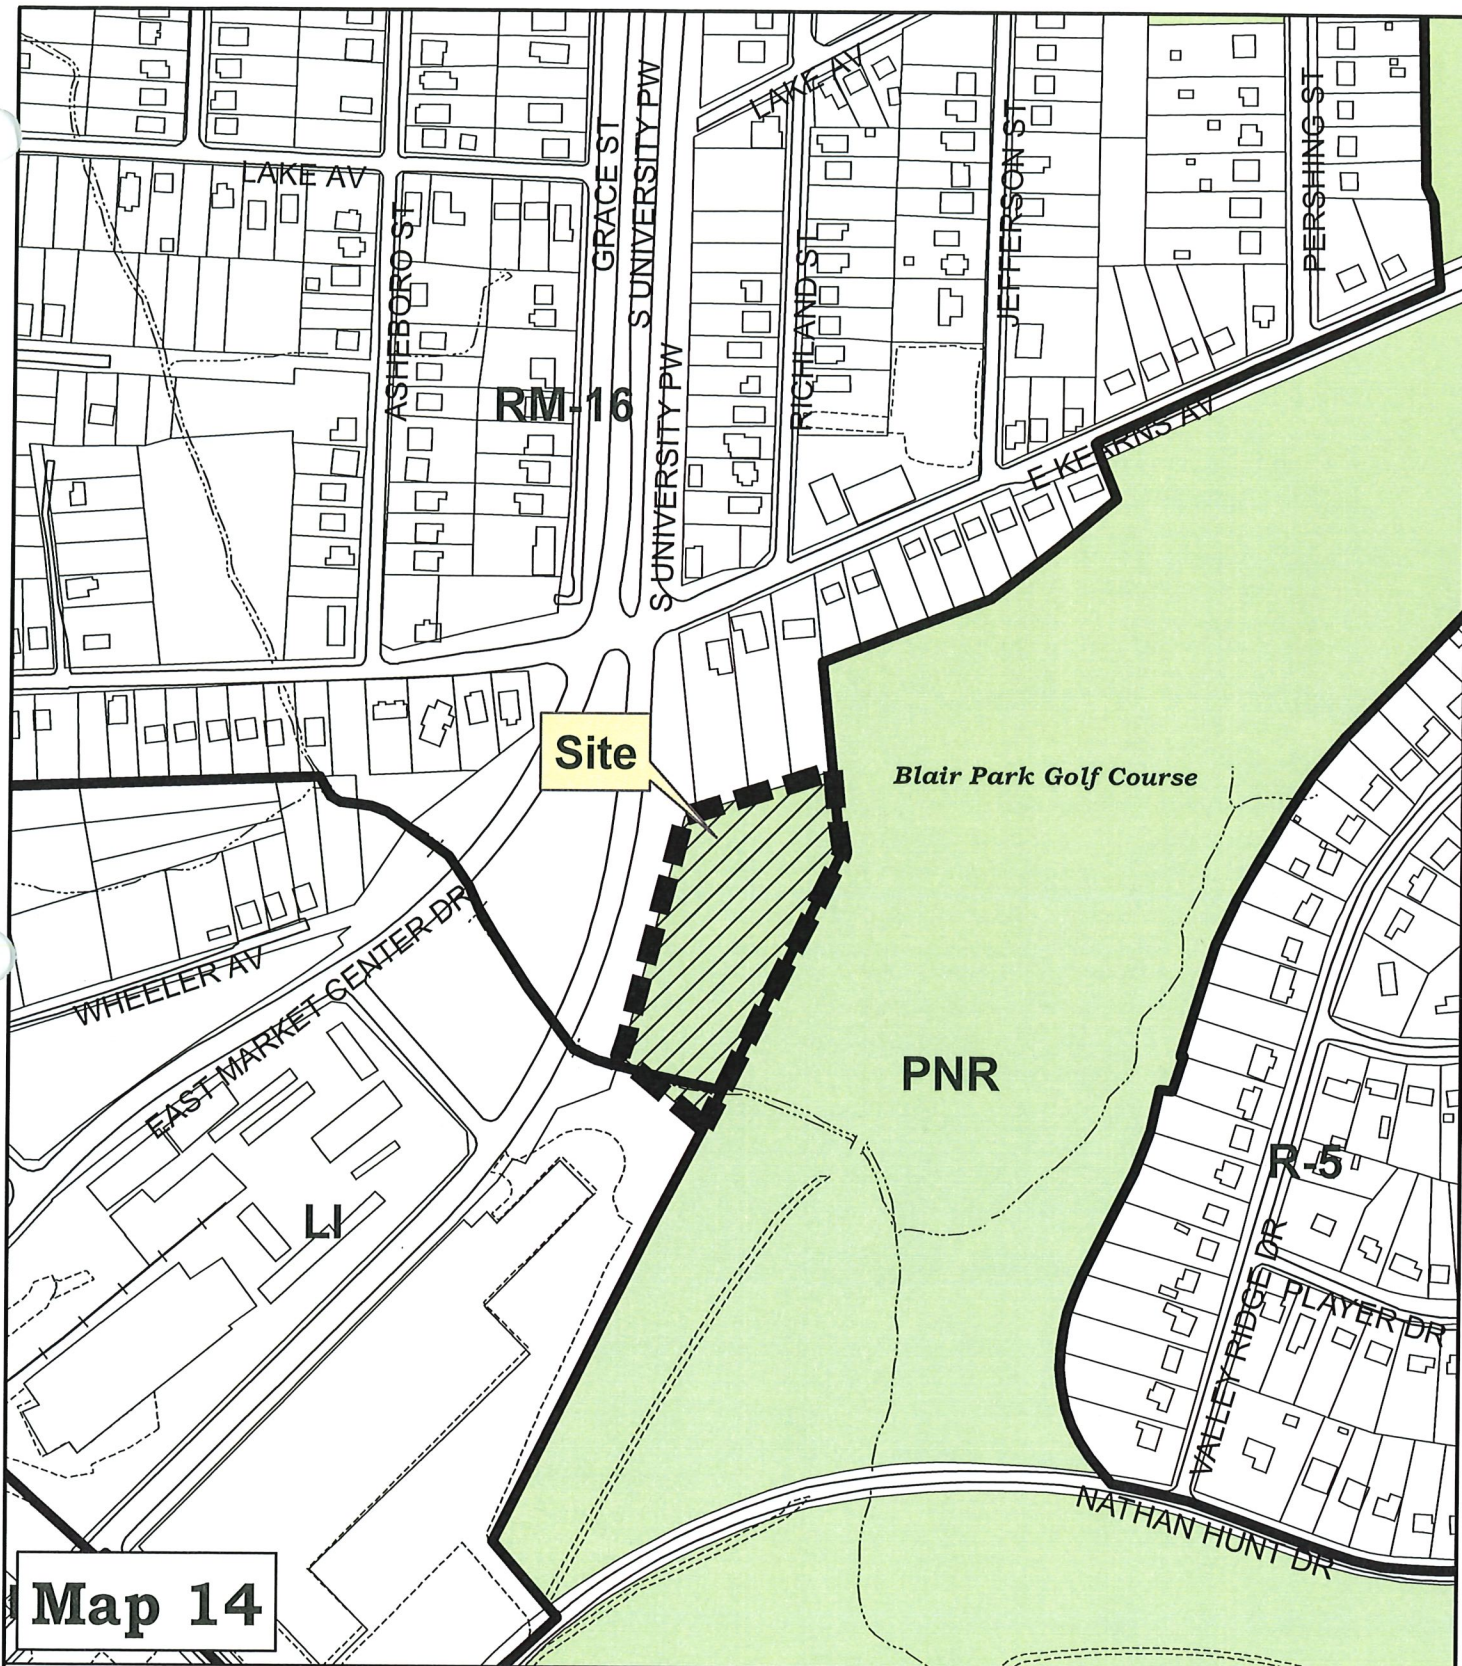 LAKE AV
LAKE AV
GRACE ST
S UNIVERSITY PW
ASHEBORO ST
RICHLAND ST
JEFFERSON ST
PERSHING ST
RM-16
S UNIVERSITY PW
E KEARNS AV
Site
Blair Park Golf Course
WHEELER AV
EAST MARKET CENTER DR
PNR
R-5
LI
VALLEY RIDGE DR
PLAYER DR
NATHAN HUNT DR
Map 14